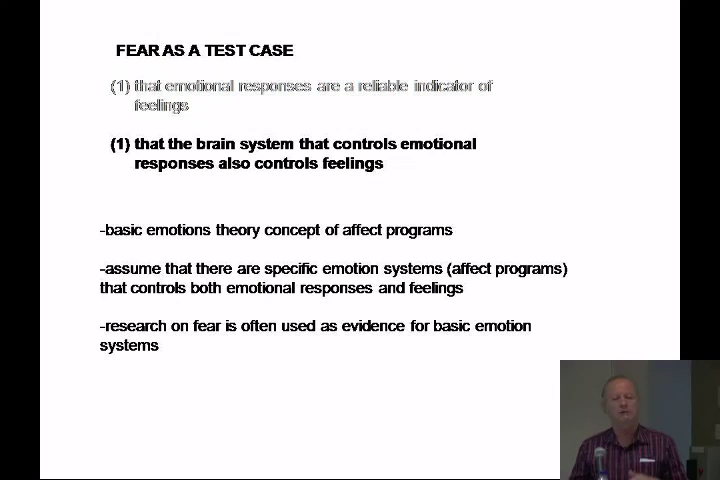 FEAR AS A TEST CASE
(1) that emotional responses are a reliable indicator of
feelings
(1) that the brain system that controls emotional
responses also controls feelings
-basic emotions theory concept of affect programs
-assume that there are specific emotion systems (affect programs)
that controls both emotional responses and feelings
-research on fear is often used as evidence for basic emotion
systems